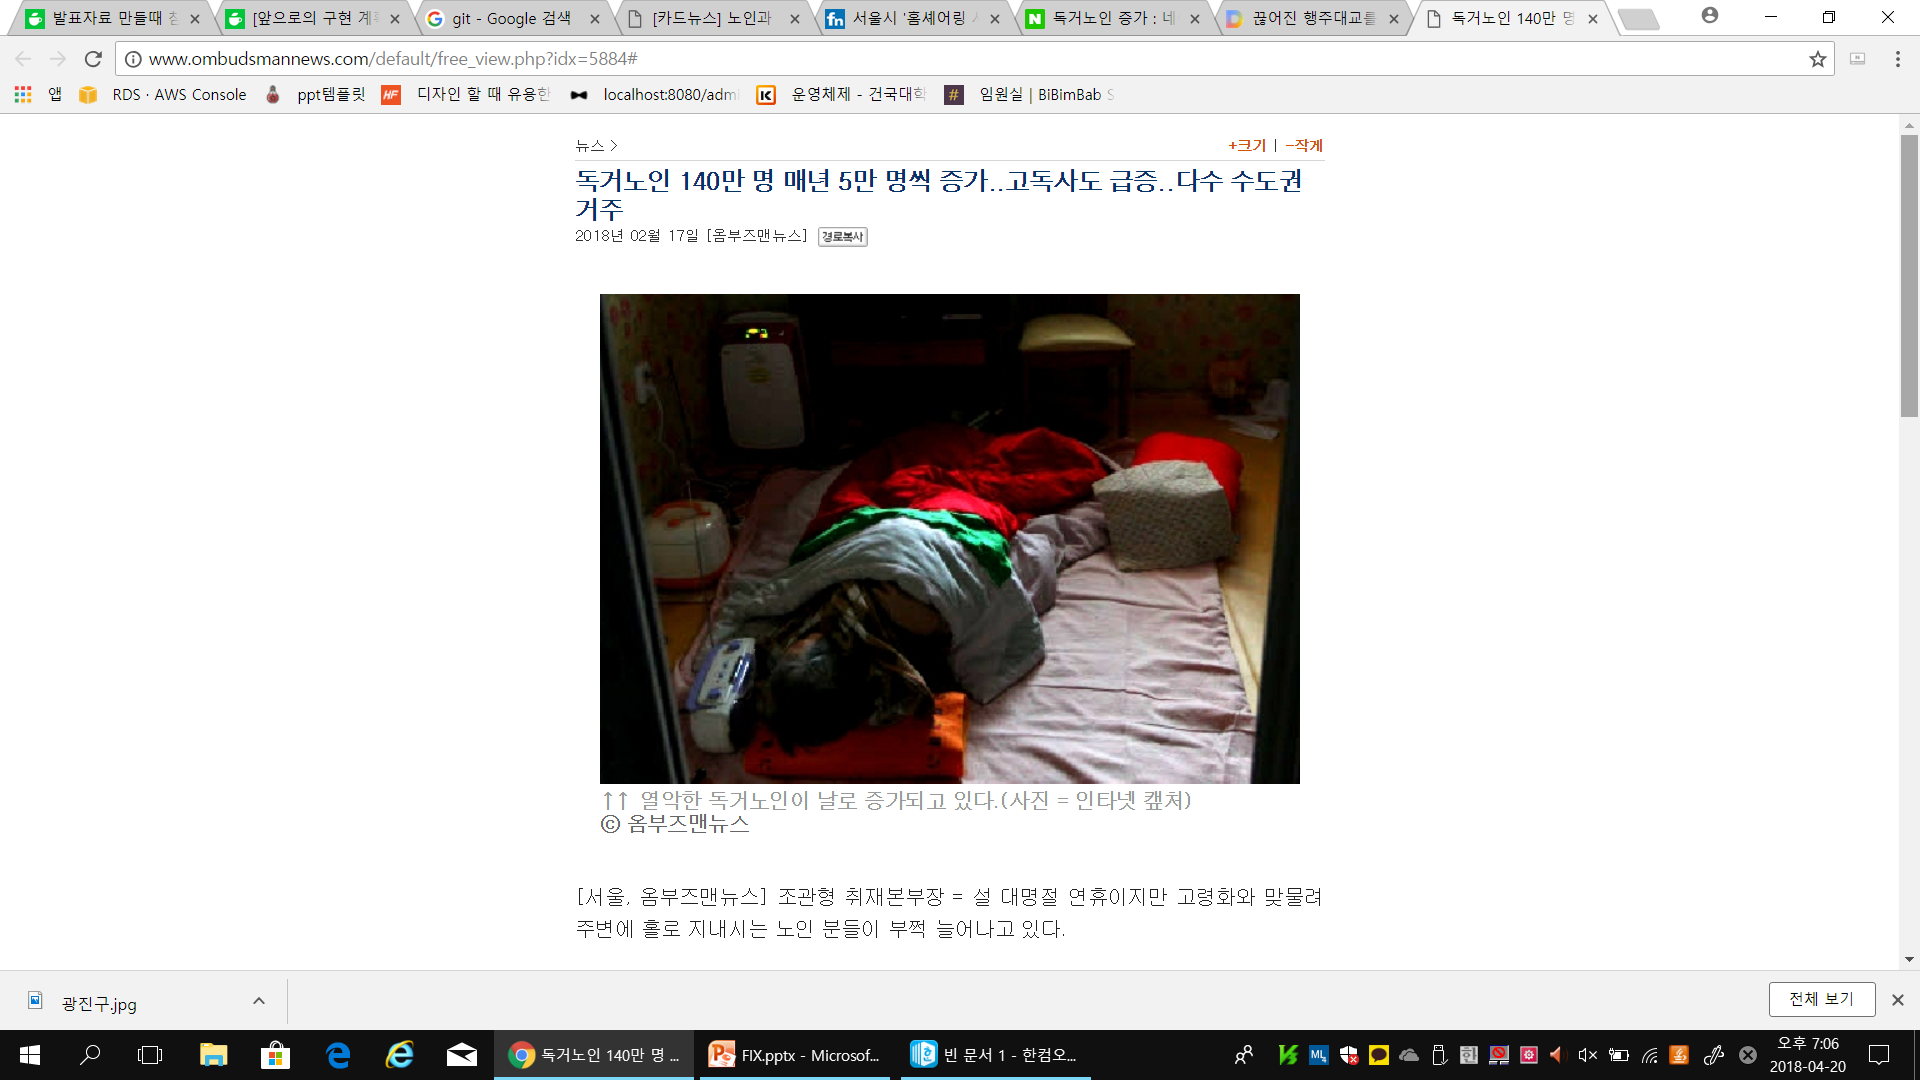 발표자료 만들때 참
[앞으로의 구현 계획
git - Google 검색
[카드뉴스] 노인과
서울시 '홈셰어링 사
독거노인 증가 : 네
끊어진 행주대교를
독거노인 140만 명
www.ombudsmannews.com/default/free_view.php?idx=5884#
앱
RDS · AWS Console
ppt템플릿
HF 디자인 할 때 유용한
localhost:8080/admi
K 운영체제 - 건국대학
# 임원실 | BiBimBab S
뉴스 > +크기 | -작게
독거노인 140만 명 매년 5만 명씩 증가..고독사도 급증..다수 수도권
거주
2018년 02월 17일 [옴부즈맨뉴스] 경로복사
↑↑ 열악한 독거노인이 날로 증가되고 있다.(사진 = 인타넷 캪쳐)
ⓒ 옴부즈맨뉴스
[서울, 옴부즈맨뉴스] 조관형 취재본부장 = 설 대명절 연휴이지만 고령화와 맞물려
주변에 홀로 지내시는 노인 분들이 부쩍 늘어나고 있다.
광진구.jpg
전체 보기
독거노인 140만 명 ...
FIX.pptx - Microsof...
빈 문서 1 - 한컴오...
ML
한
오후 7:06
2018-04-20